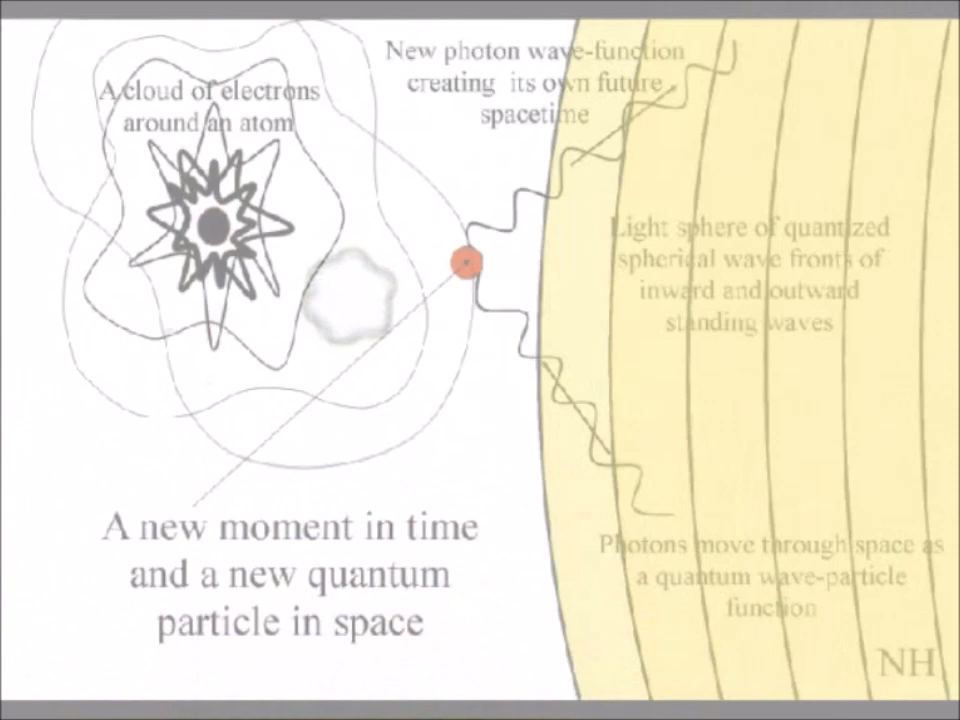 New photon wave-function
creating its own future
spacetime
A cloud of electrons
around an atom
Light sphere of quantized
spherical wave fronts of
inward and outward
standing waves
A new moment in time
and a new quantum
particle in space
Photons move through space as
a quantum wave-particle
function
NH